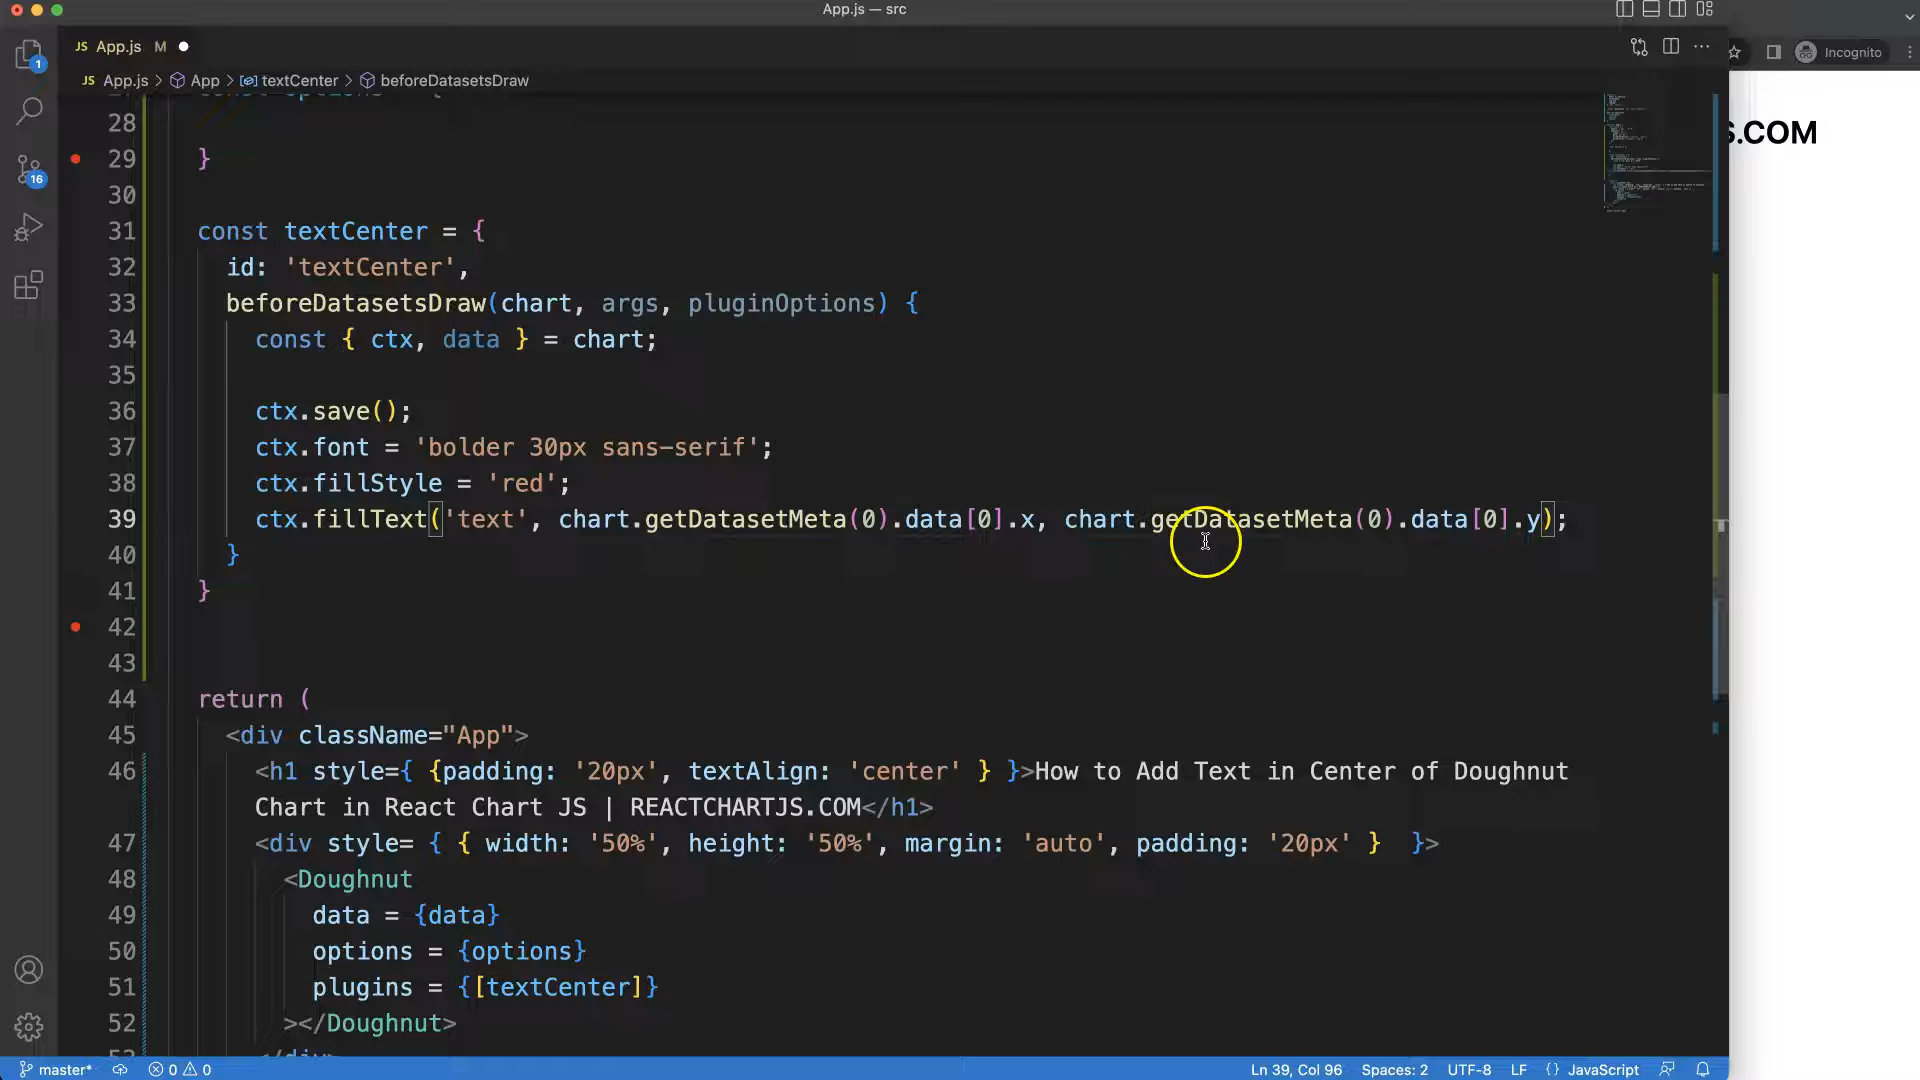 App.js — src
JS App.js M
Incognito
JS App.js > App > textCenter > beforeDatasetsDraw
S.COM
28
29 }
30
31 const textCenter = {
32 id: 'textCenter',
33 beforeDatasetsDraw(chart, args, pluginOptions) {
34 const { ctx, data } = chart;
35
36 ctx.save();
37 ctx.font = 'bolder 30px sans-serif';
38 ctx.fillStyle = 'red';
39 ctx.fillText('text', chart.getDatasetMeta(0).data[0].x, chart.getDatasetMeta(0).data[0].y);
40 }
41 }
42
43
44 return (
45 <div className="App">
46 <h1 style={ {padding: '20px', textAlign: 'center' } }>How to Add Text in Center of Doughnut
Chart in React Chart JS | REACTCHARTJS.COM</h1>
47 <div style= { { width: '50%', height: '50%', margin: 'auto', padding: '20px' } }>
48 <Doughnut
49 data = {data}
50 options = {options}
51 plugins = {[textCenter]}
52 ></Doughnut>
1
16
master* 0 0 Ln 39, Col 96 Spaces: 2 UTF-8 LF {} JavaScript